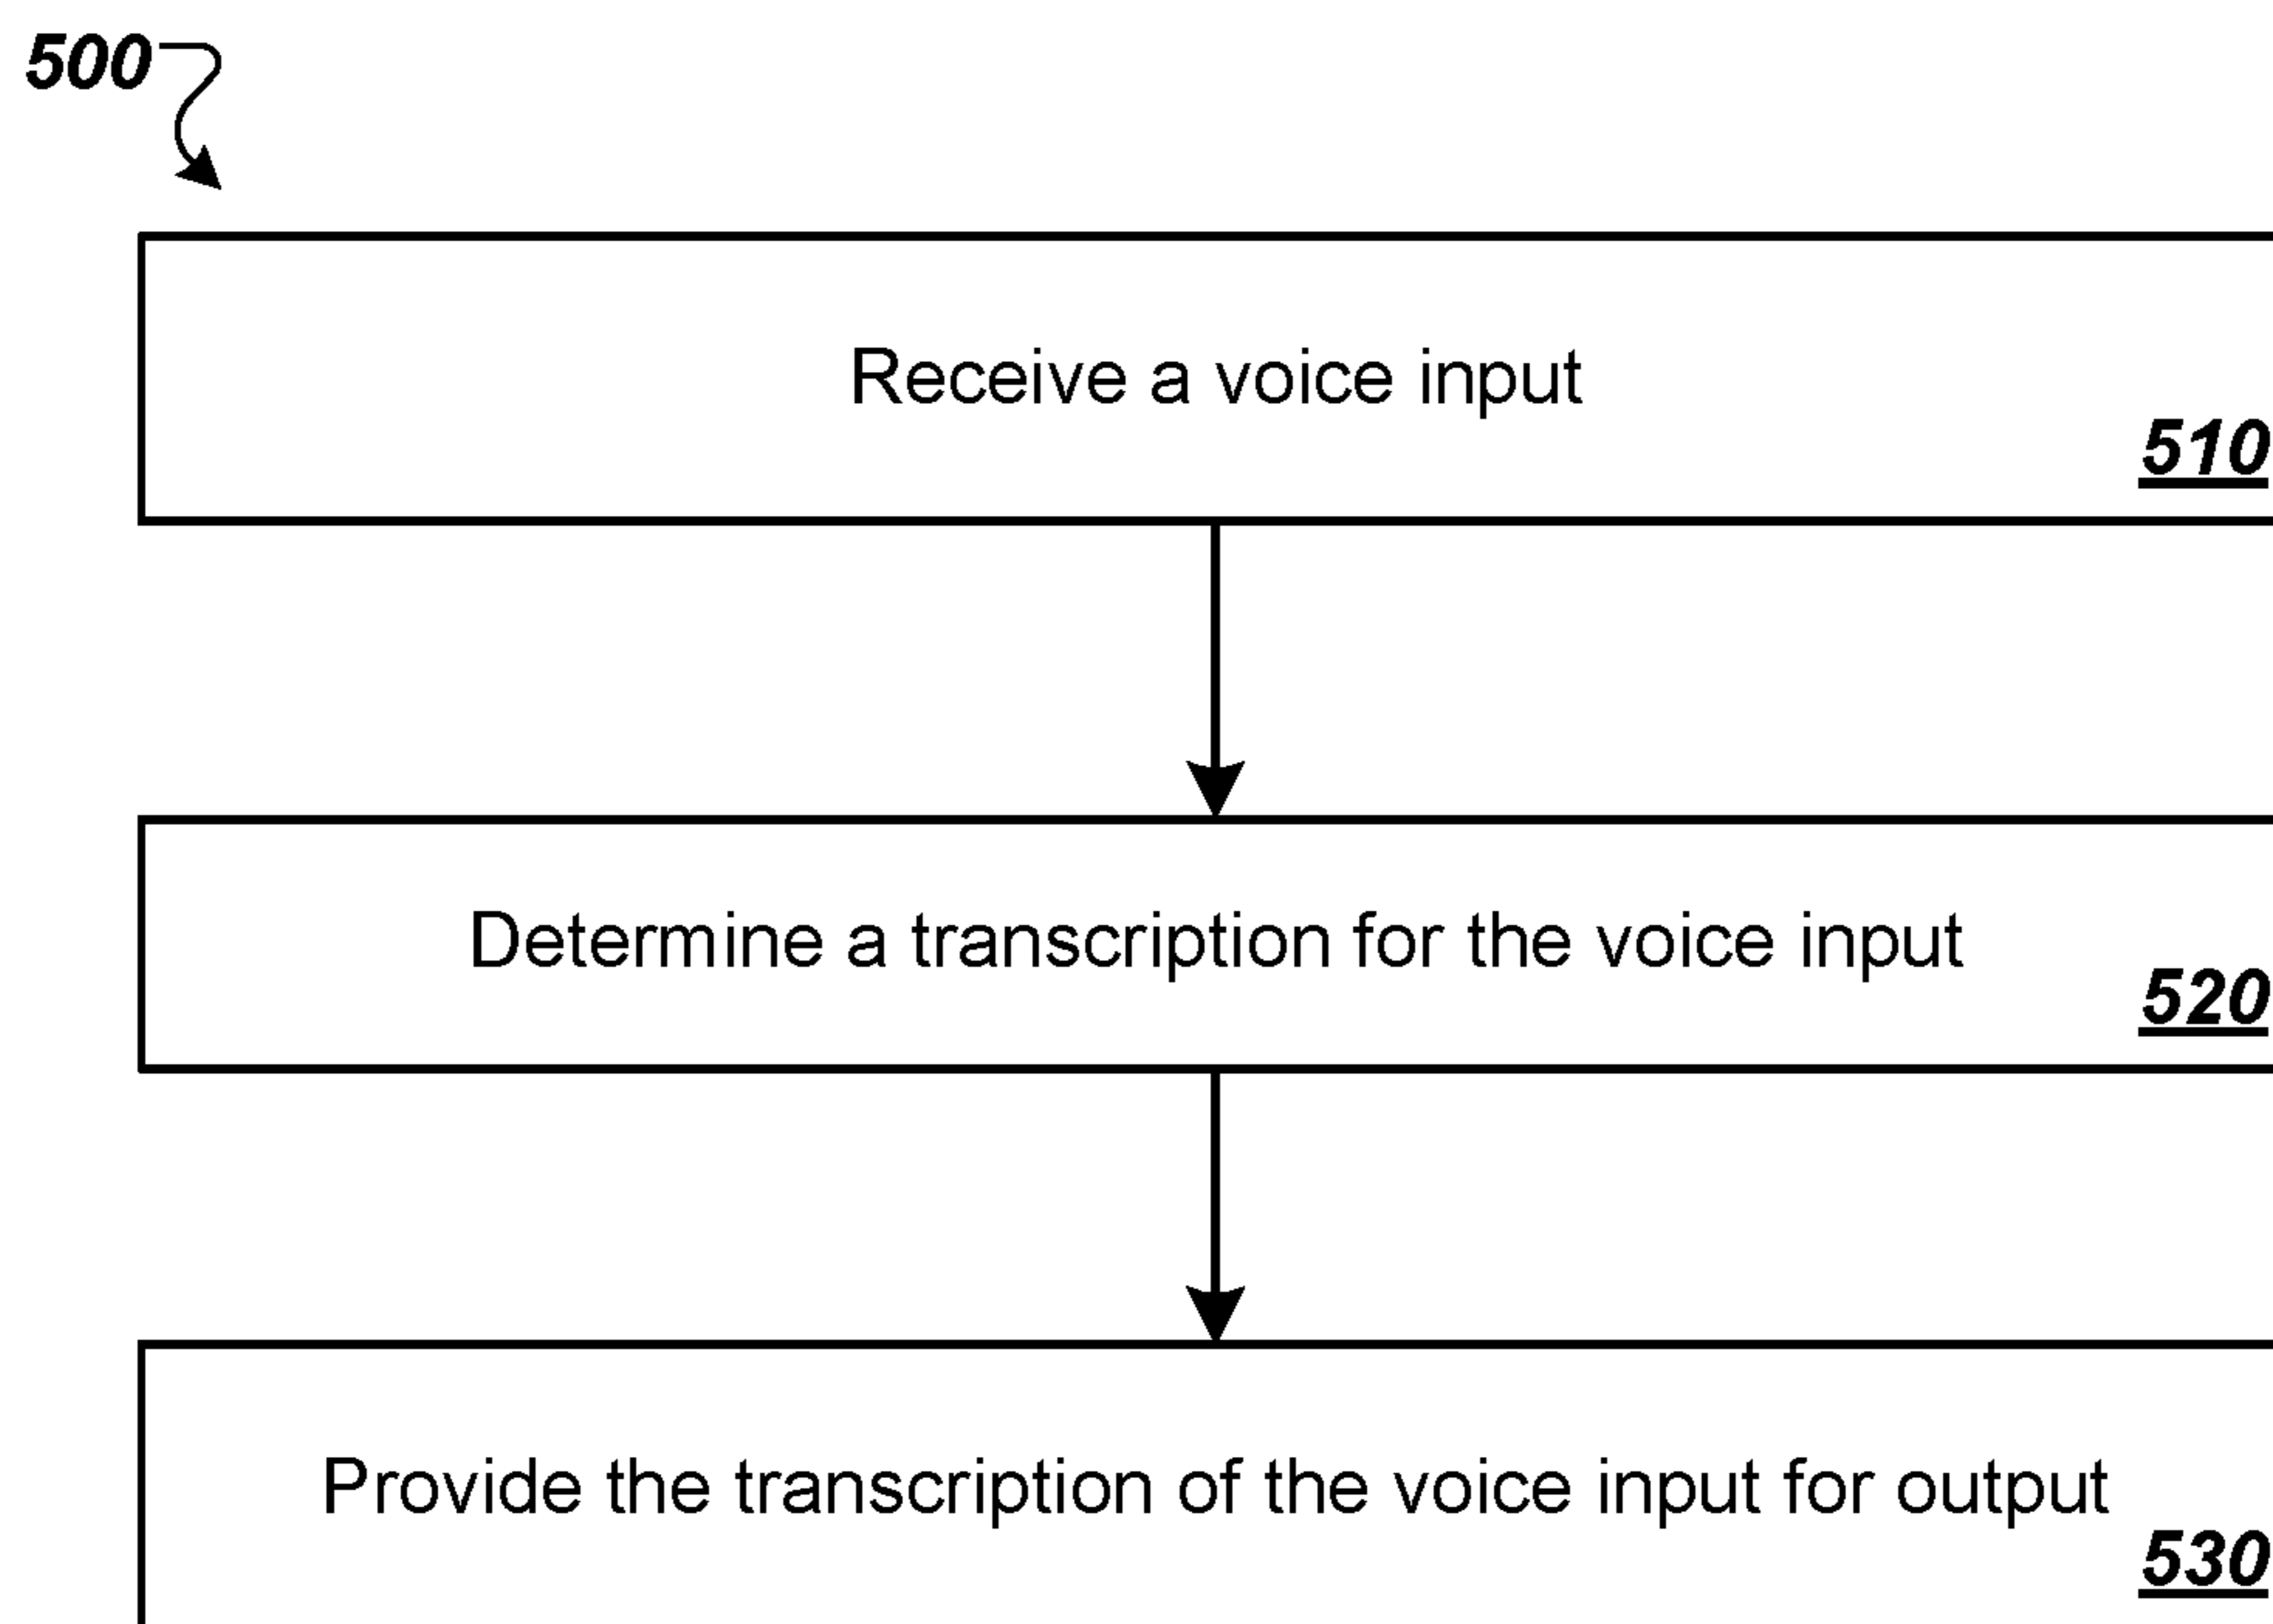 500
Receive a voice input
510
Determine a transcription for the voice input
520
Provide the transcription of the voice input for output
530